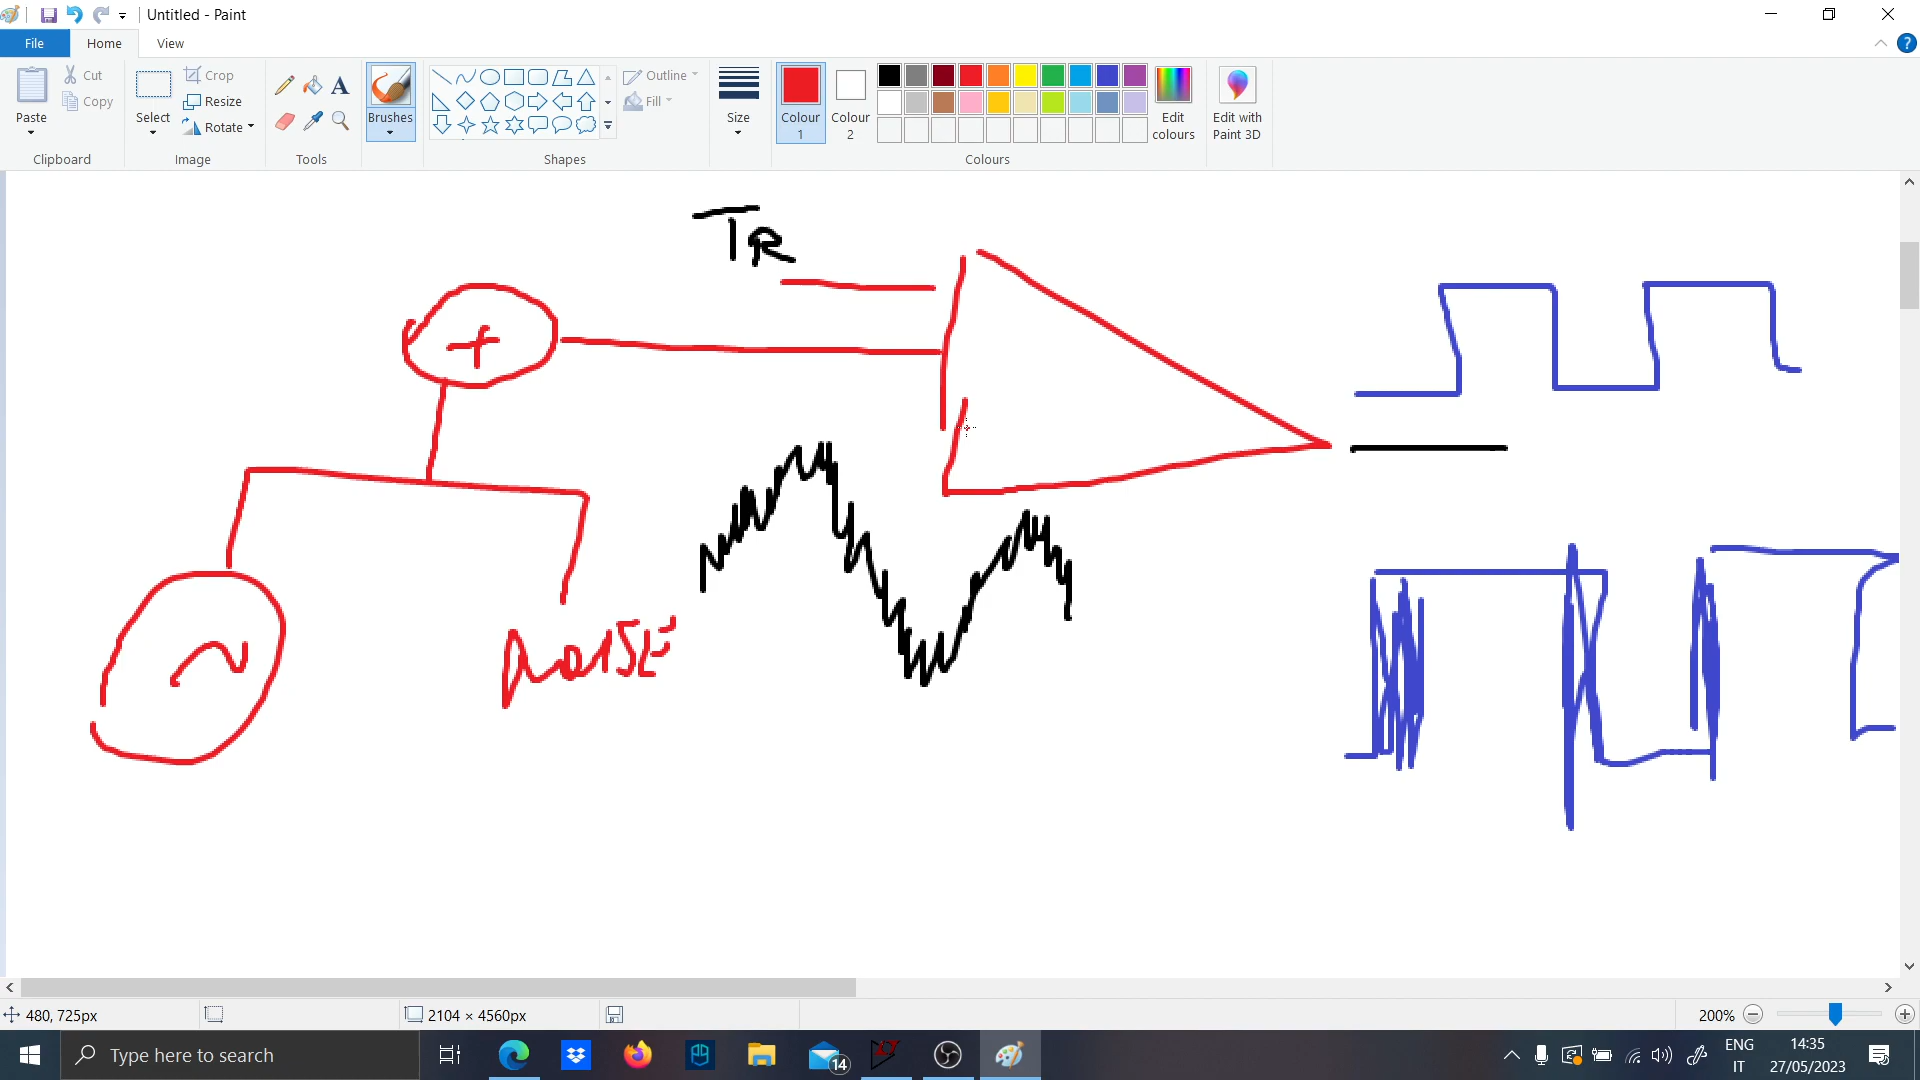 Untitled - Paint
File
Home
View
Paste
Cut
Copy
Clipboard
Select
Crop
Resize
Rotate
Image
A
Tools
Brushes
Outline
Fill
Shapes
Size
Colour 1
Colour 2
Edit colours
Colours
Edit with Paint 3D
TR
+
NOISE
480, 725px
2104 × 4560px
200%
Type here to search
14
ENG
IT
14:35
27/05/2023